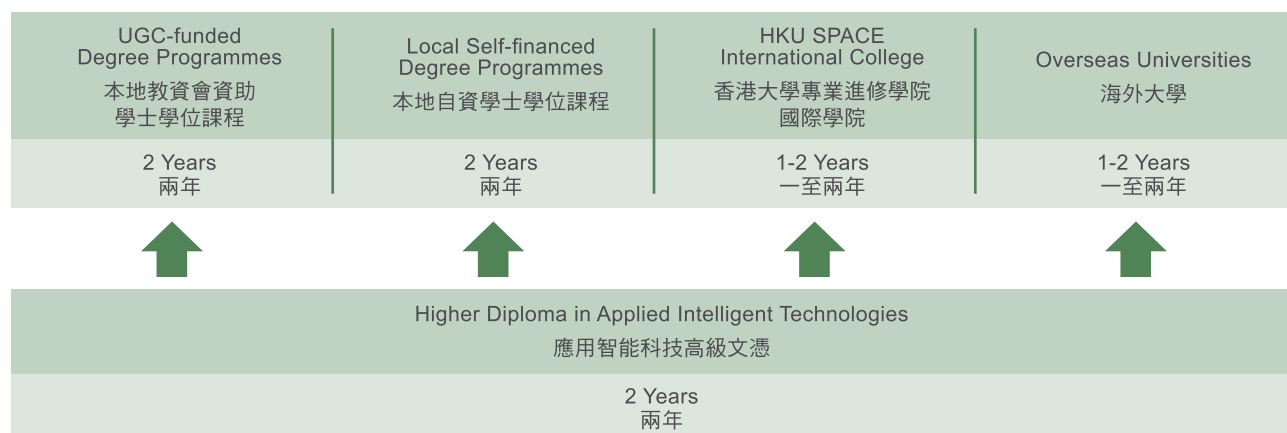 UGC-funded
Degree Programmes
本地教資會資助
學士學位課程
2 Years
兩年
Local Self-financed
Degree Programmes
本地自資學士學位課程
2 Years
兩年
HKU SPACE
International College
香港大學專業進修學院
國際學院
1-2 Years
一至兩年
Overseas Universities
海外大學
1-2 Years
一至兩年
Higher Diploma in Applied Intelligent Technologies
應用智能科技高級文憑
2 Years
兩年